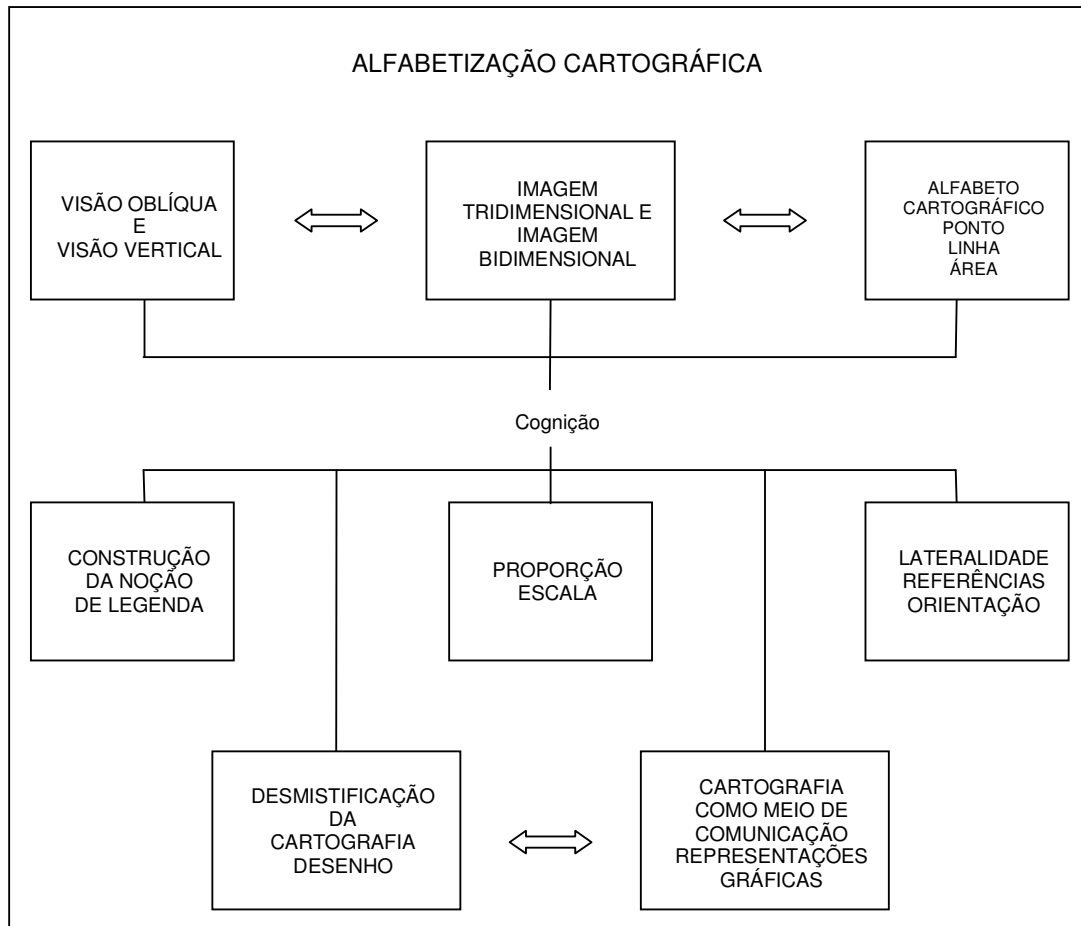 ALFABETIZAÇÃO CARTOGRÁFICA
VISÃO OBLÍQUA
E
VISÃO VERTICAL
IMAGEM
TRIDIMENSIONAL E
IMAGEM
BIDIMENSIONAL
ALFABETO
CARTOGRÁFICO
PONTO
LINHA
ÁREA
Cognição
CONSTRUÇÃO
DA NOÇÃO
DE LEGENDA
PROPORÇÃO
ESCALA
LATERALIDADE
REFERÊNCIAS
ORIENTAÇÃO
DESMISTIFICAÇÃO
DA
CARTOGRAFIA
DESENHO
CARTOGRAFIA
COMO MEIO DE
COMUNICAÇÃO
REPRESENTAÇÕES
GRÁFICAS